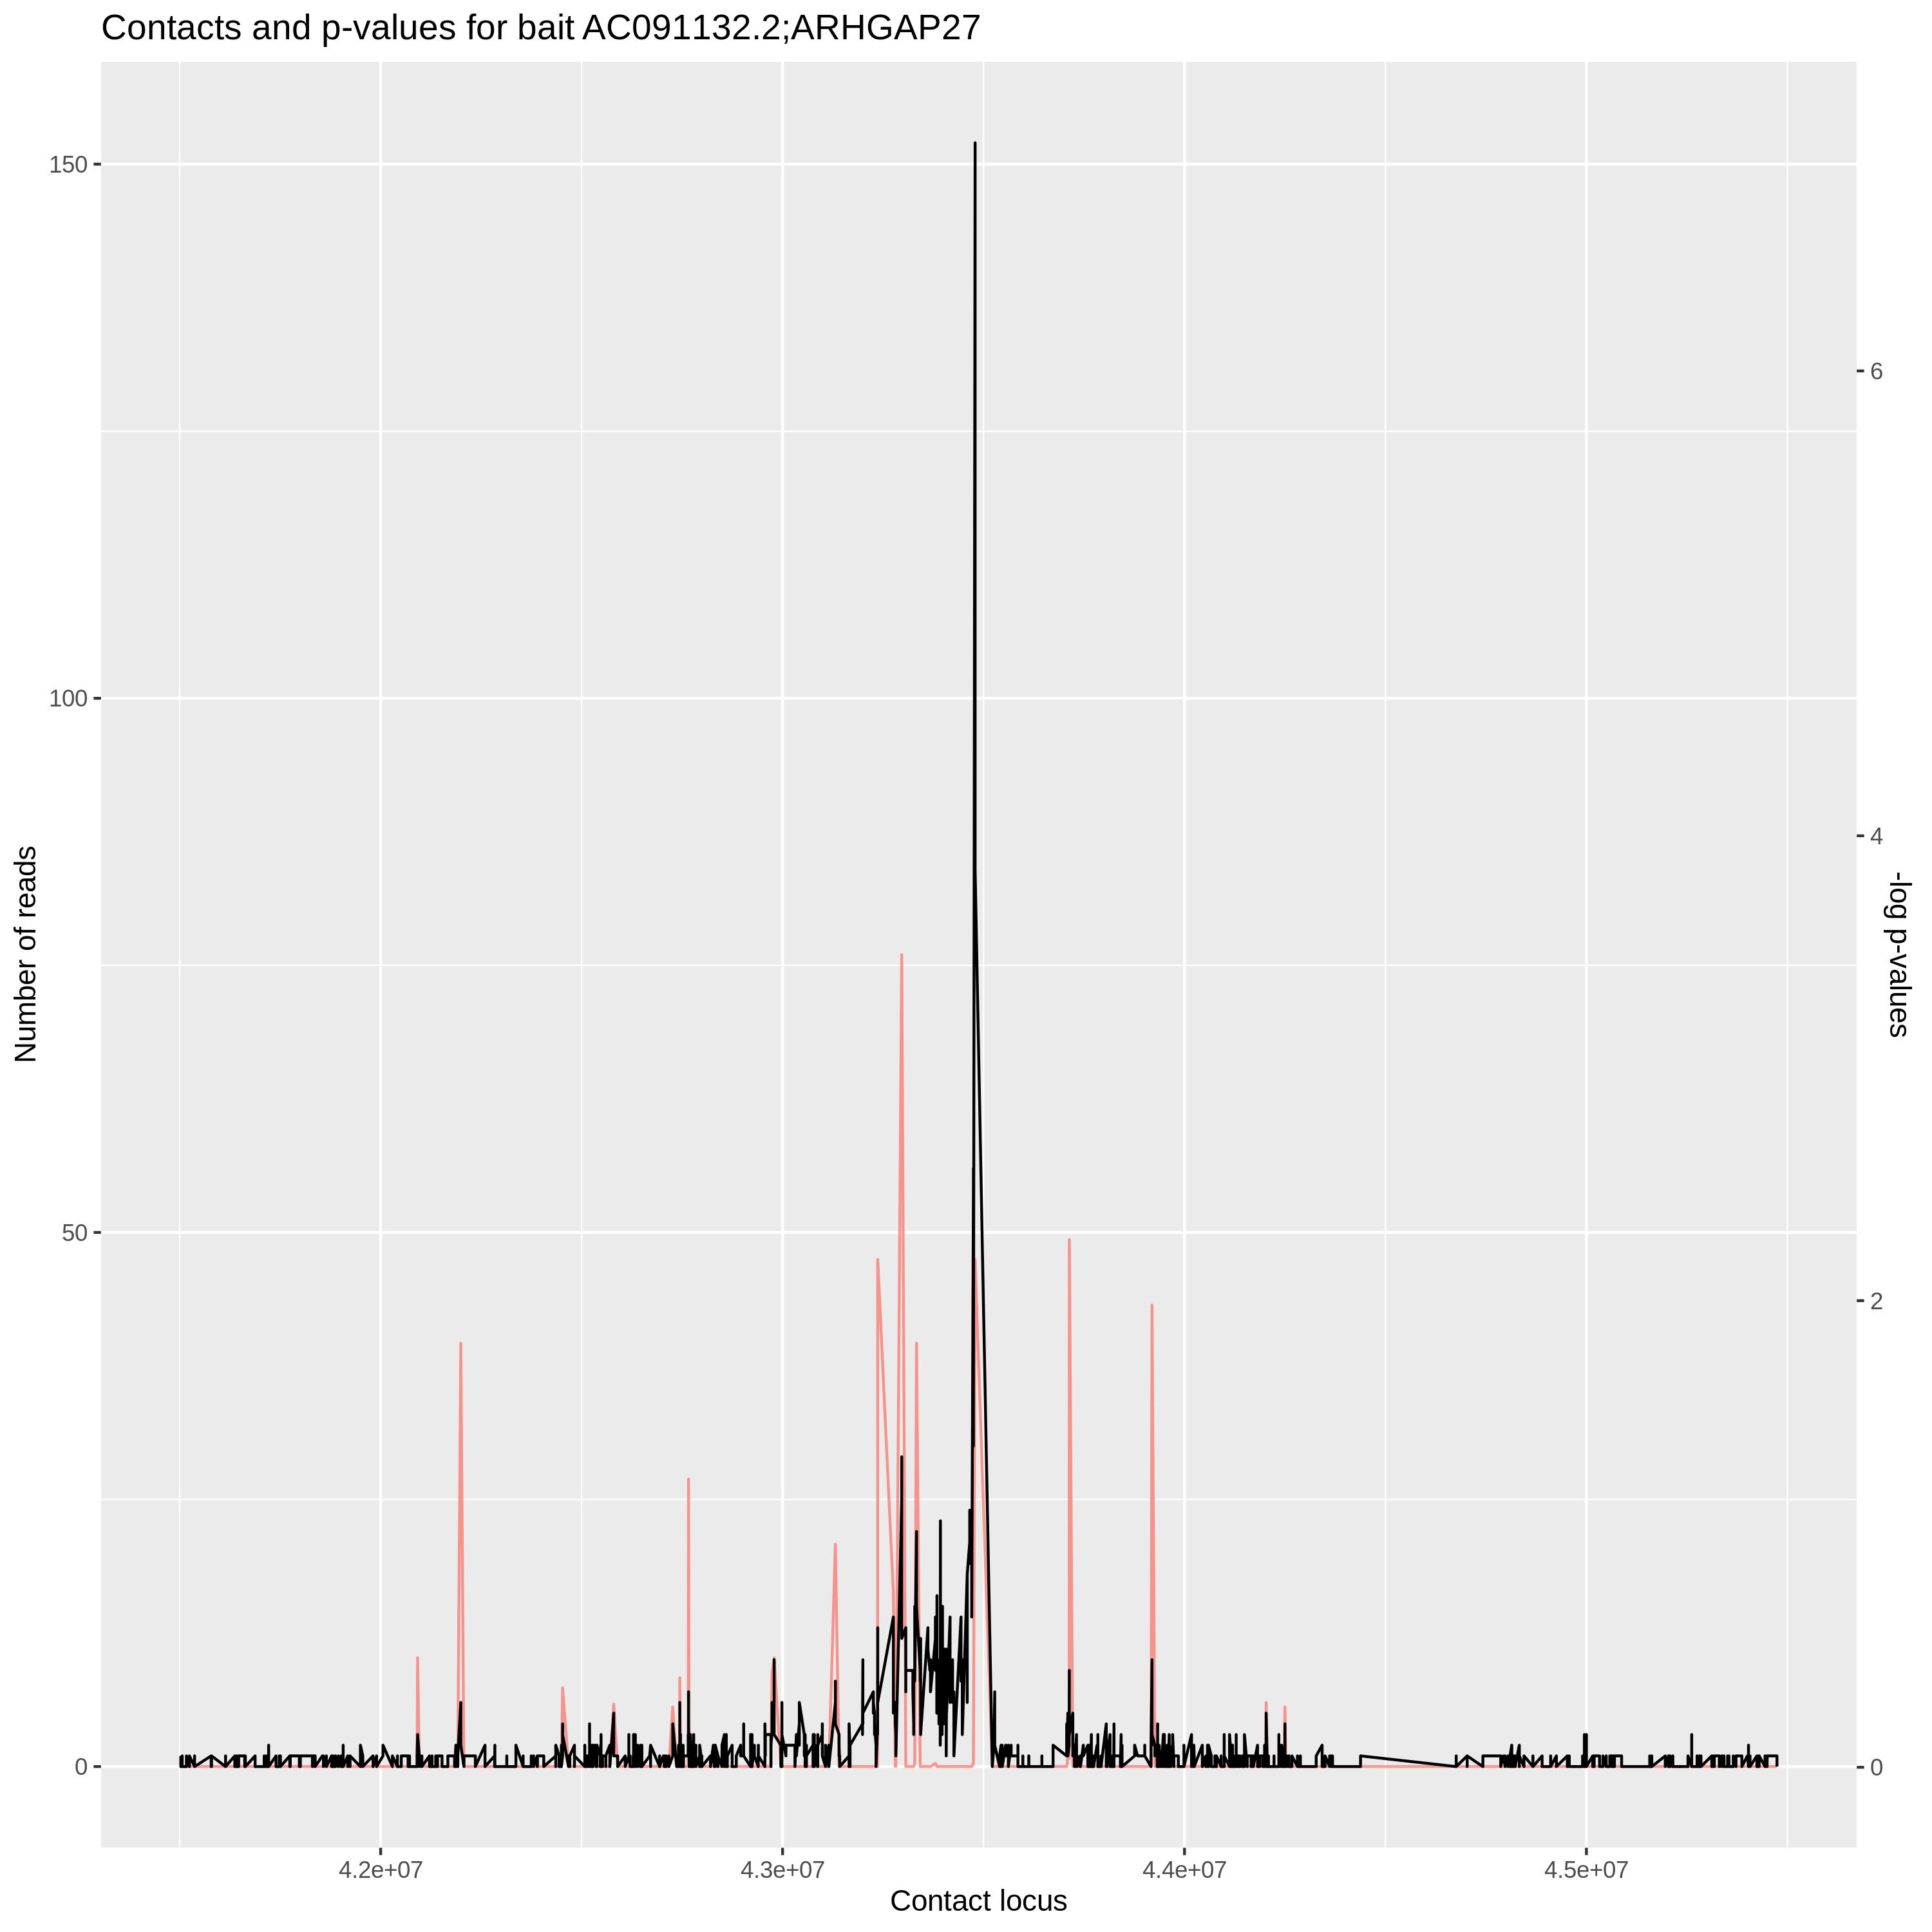 Contacts and p-values for bait AC091132.2;ARHGAP27
150
100
50
0
Number of reads
6
4
2
0
-log p-values
4.2e+07
4.3e+07
4.4e+07
4.5e+07
Contact locus